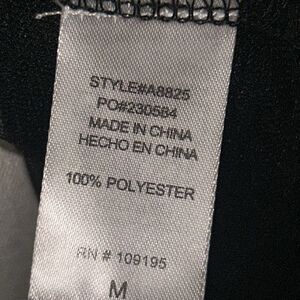 STYLE#A8825
PO#230584
MADE IN CHINA
HECHO EN CHINA
100% POLYESTER
RN # 109195
M